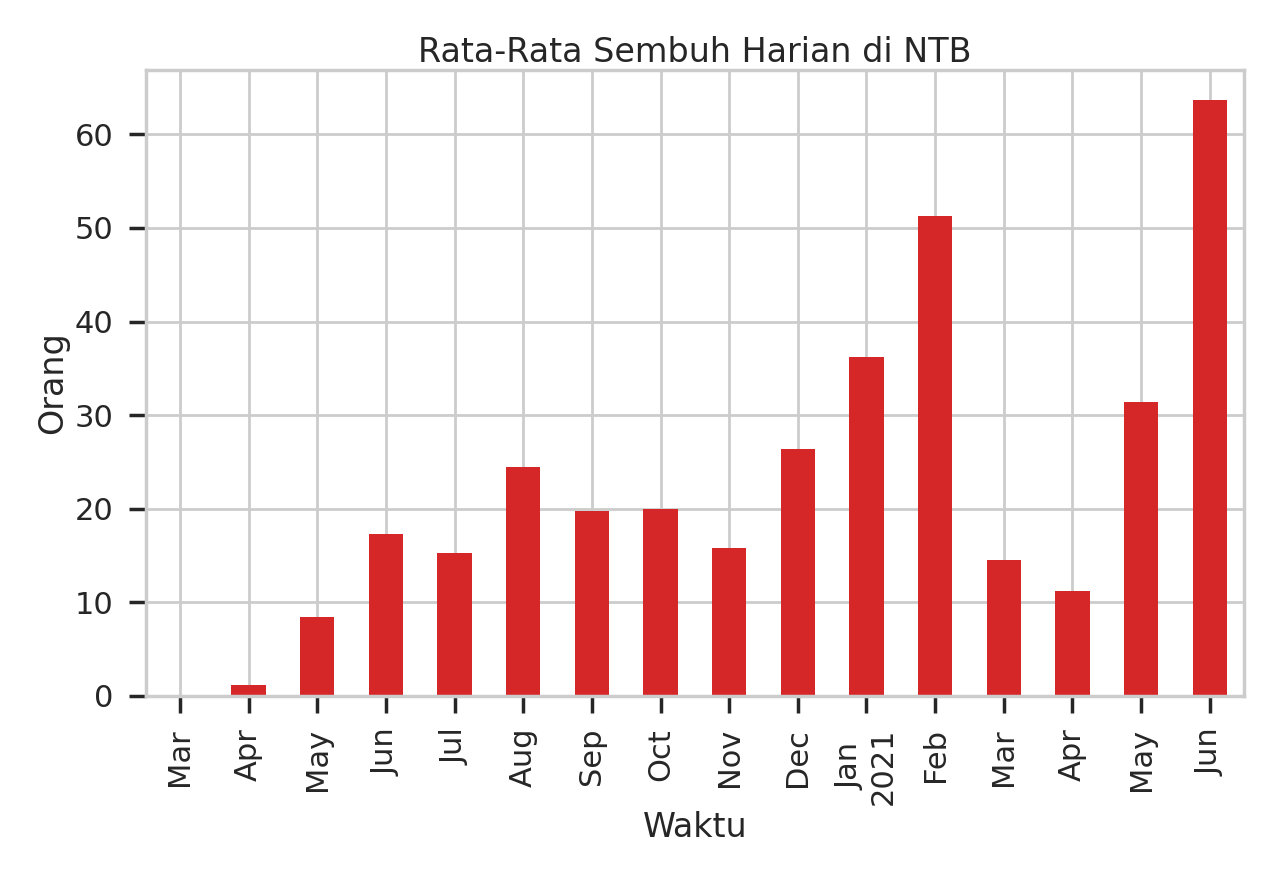 Rata-Rata Sembuh Harian di NTB
60
50
40
30
20
10
0
Orang
Mar
Apr
May
Jun
Jul
Aug
Sep
Oct
Nov
Dec
Jan
2021
Feb
Mar
Apr
May
Jun
Waktu